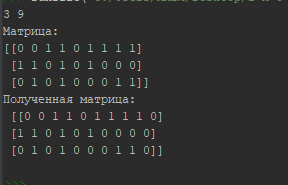 3 9
Матрица:
[[0 0 1 1 0 1 1 1 1]
[1 1 0 1 0 1 0 0 0]
[0 1 0 1 0 0 0 1 1]]
Полученная матрица:
[[0 0 1 1 0 1 1 1 1 0]
[1 1 0 1 0 1 0 0 0 0]
[0 1 0 1 0 0 0 1 1 0]]
>>>